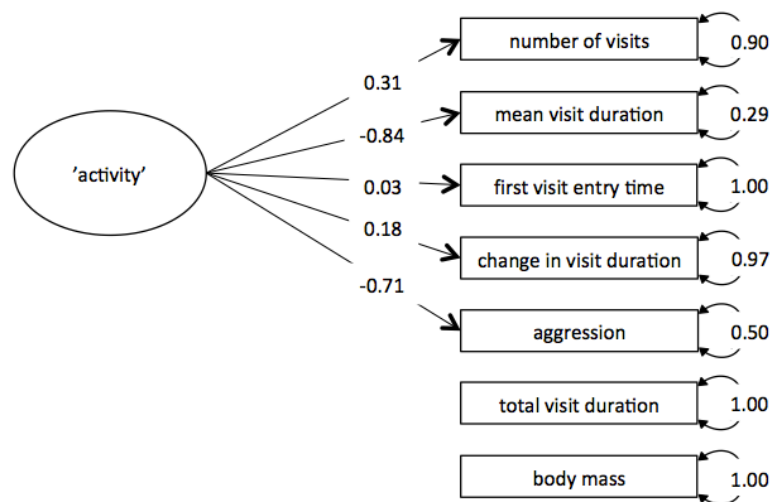 number of visits
0.90
0.31
mean visit duration
0.29
-0.84
’activity’
first visit entry time
1.00
0.03
0.18
change in visit duration
0.97
-0.71
aggression
0.50
total visit duration
1.00
body mass
1.00